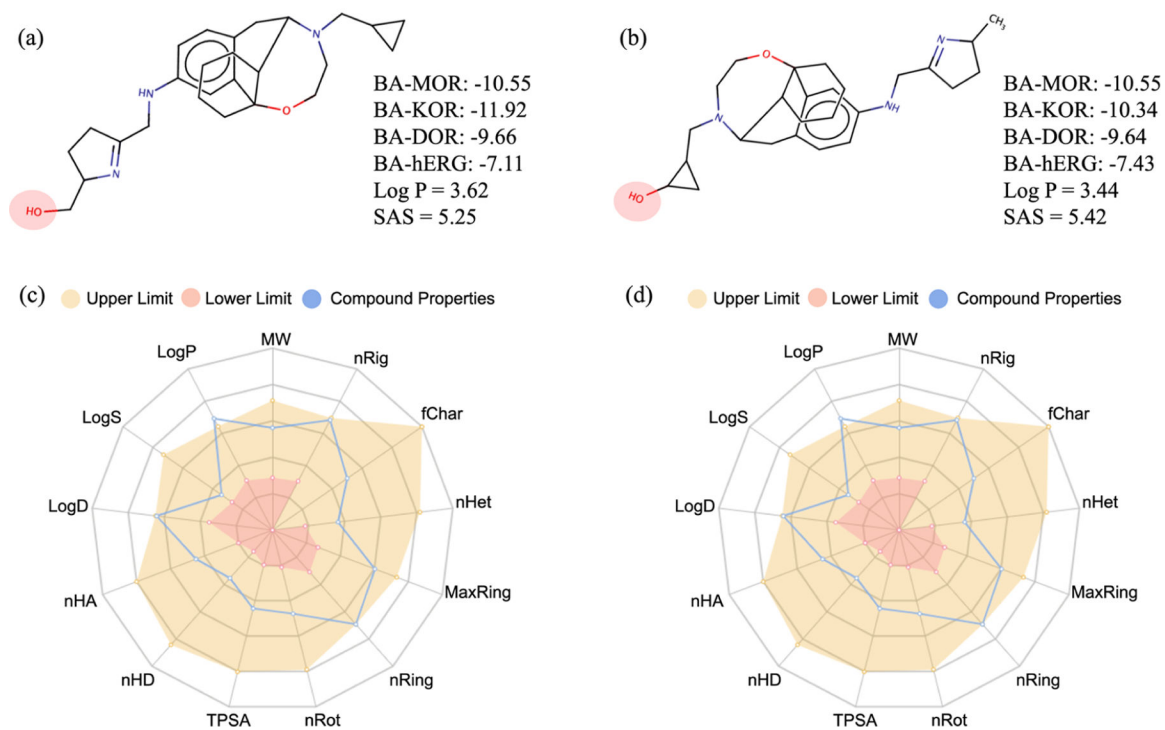 (a)
N
HN
O
N
HO
BA-MOR: -10.55
BA-KOR: -11.92
BA-DOR: -9.66
BA-hERG: -7.11
Log P = 3.62
SAS = 5.25
(b)
CH3
N
O
N
NH
HO
BA-MOR: -10.55
BA-KOR: -10.34
BA-DOR: -9.64
BA-hERG: -7.43
Log P = 3.44
SAS = 5.42
(c) Upper Limit Lower Limit Compound Properties
MW
LogP nRig
LogS fChar
LogD nHet
nHA MaxRing
nHD nRing
TPSA nRot
(d) Upper Limit Lower Limit Compound Properties
MW
LogP nRig
LogS fChar
LogD nHet
nHA MaxRing
nHD nRing
TPSA nRot